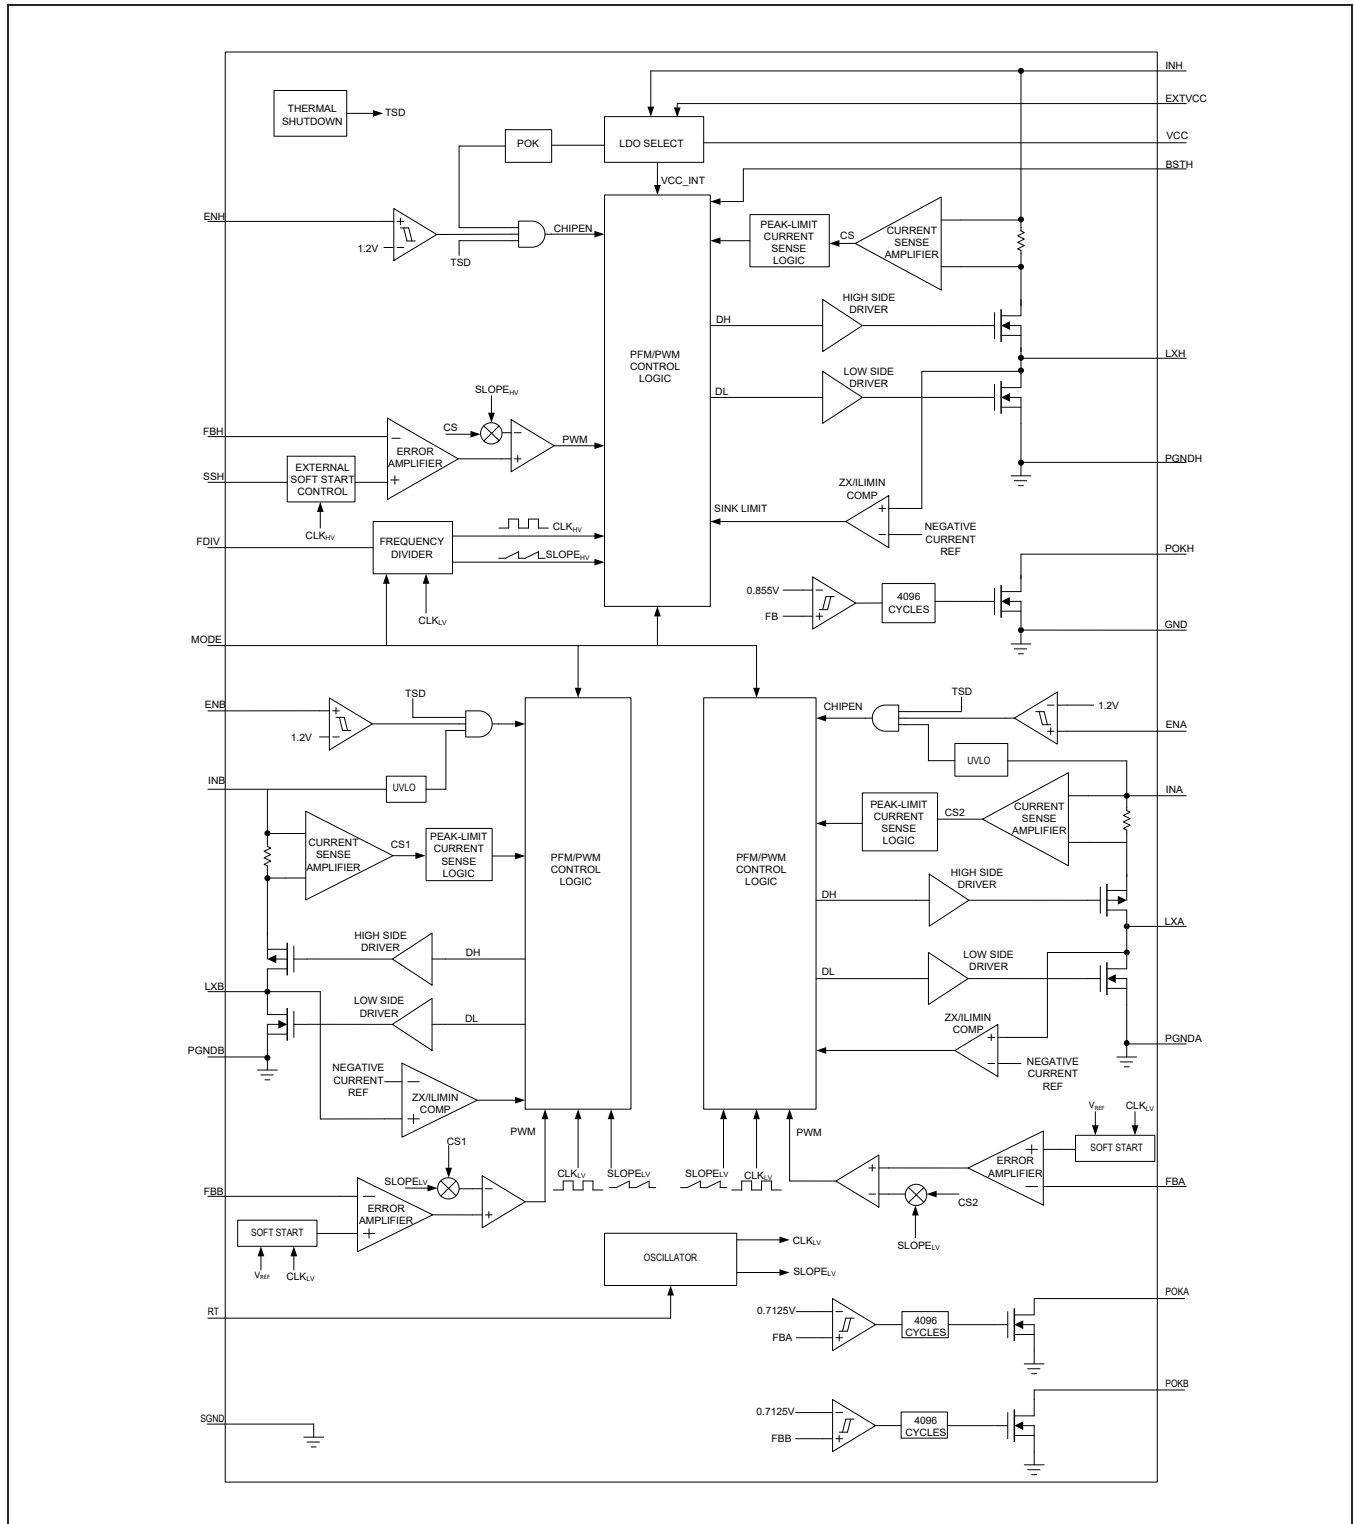 INH
EXTVCC
THERMAL
SHUTDOWN
TSD
VCC
POK
LDO SELECT
BSTH
VCC_INT
ENH
+
1.2V
−
TSD
CHIPEN
PEAK-LIMIT
CURRENT
SENSE
LOGIC
CS
CURRENT
SENSE
AMPLIFIER
HIGH SIDE
DRIVER
DH
LXH
PFM/PWM
CONTROL
LOGIC
LOW SIDE
DRIVER
DL
SLOPEHV
CS
FBH
−
ERROR
AMPLIFIER
+
−
+
PWM
SSH
EXTERNAL
SOFT START
CONTROL
CLKHV
PGNDH
ZX/ILIMIN
COMP
SINK LIMIT
+
−
NEGATIVE
CURRENT
REF
FDIV
FREQUENCY
DIVIDER
CLKHV
SLOPEHV
CLKLV
POKH
0.855V
−
FB
+
4096
CYCLES
GND
MODE
ENB
+
1.2V
−
TSD
INB
UVLO
CURRENT
SENSE
AMPLIFIER
CS1
PEAK-LIMIT
CURRENT
SENSE
LOGIC
PFM/PWM
CONTROL
LOGIC
HIGH SIDE
DRIVER
DH
LXB
LOW SIDE
DRIVER
DL
PGNDB
NEGATIVE
CURRENT
REF
−
ZX/ILIMIN
COMP
+
PWM
CS1
SLOPELV
FBB
−
ERROR
AMPLIFIER
+
−
+
SOFT START
VREF
CLKLV
CLKLV
SLOPELV
CHIPEN
TSD
−
1.2V
+
ENA
UVLO
INA
PEAK-LIMIT
CURRENT
SENSE
LOGIC
CS2
CURRENT
SENSE
AMPLIFIER
PFM/PWM
CONTROL
LOGIC
HIGH SIDE
DRIVER
DH
LXA
LOW SIDE
DRIVER
DL
ZX/ILIMIN
COMP
+
−
NEGATIVE
CURRENT
REF
PGNDA
VREF
CLKLV
SOFT START
PWM
SLOPELV
CLKLV
+
−
+
ERROR
AMPLIFIER
−
FBA
CS2
SLOPELV
OSCILLATOR
CLKLV
SLOPELV
RT
POKA
0.7125V
−
FBA
+
4096
CYCLES
POKB
0.7125V
−
FBB
+
4096
CYCLES
SGND